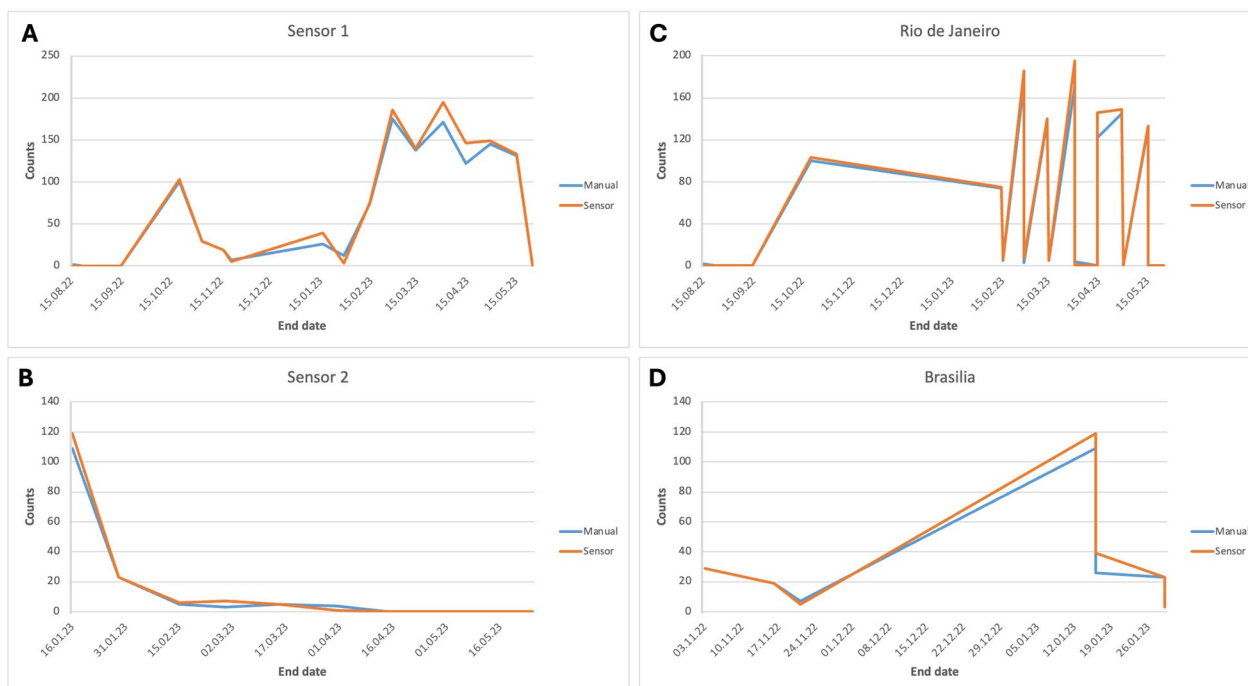 A
Sensor 1
250
200
150
100
50
0
Counts
15.08.22
15.09.22
15.10.22
15.11.22
15.12.22
15.01.23
15.02.23
15.03.23
15.04.23
15.05.23
End date
Manual
Sensor
C
Rio de Janeiro
200
160
120
80
40
0
Counts
15.08.22
15.09.22
15.10.22
15.11.22
15.12.22
15.01.23
15.02.23
15.03.23
15.04.23
15.05.23
End date
Manual
Sensor
B
Sensor 2
140
120
100
80
60
40
20
0
Counts
16.01.23
31.01.23
15.02.23
02.03.23
17.03.23
01.04.23
16.04.23
01.05.23
16.05.23
End date
Manual
Sensor
D
Brasilia
140
120
100
80
60
40
20
0
Counts
03.11.22
10.11.22
17.11.22
24.11.22
01.12.22
08.12.22
15.12.22
22.12.22
29.12.22
05.01.23
12.01.23
19.01.23
26.01.23
End date
Manual
Sensor